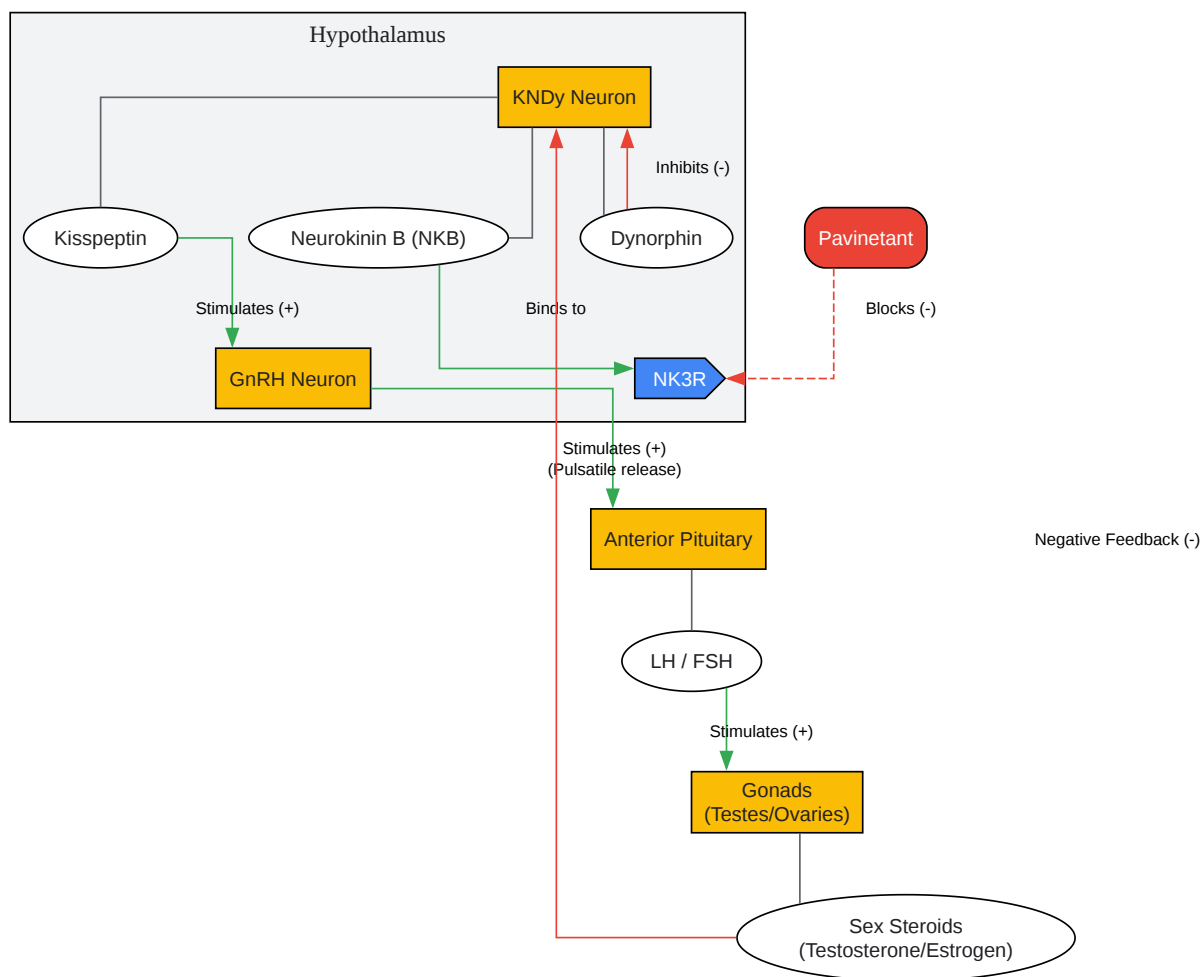 Hypothalamus
KNDy Neuron
Inhibits (-)
Kisspeptin
Neurokinin B (NKB)
Dynorphin
Pavinetant
Stimulates (+)
Binds to
Blocks (-)
GnRH Neuron
NK3R
Stimulates (+)
(Pulsatile release)
Anterior Pituitary
Negative Feedback (-)
LH / FSH
Stimulates (+)
Gonads
(Testes/Ovaries)
Sex Steroids
(Testosterone/Estrogen)